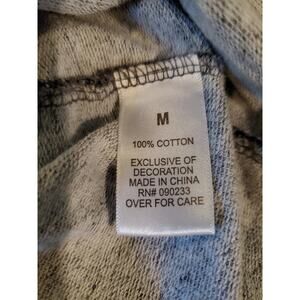 M
100% COTTON
EXCLUSIVE OF
DECORATION
MADE IN CHINA
RN# 090233
OVER FOR CARE